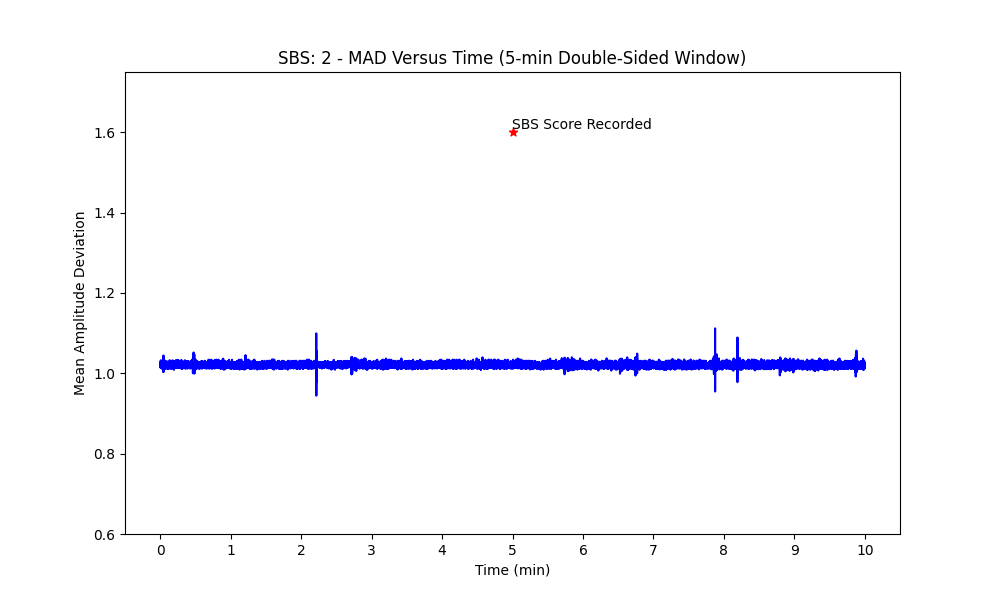 SBS: 2 - MAD Versus Time (5-min Double-Sided Window)
SBS Score Recorded
Mean Amplitude Deviation
1.6
1.4
1.2
1.0
0.8
0.6
0 1 2 3 4 5 6 7 8 9 10
Time (min)